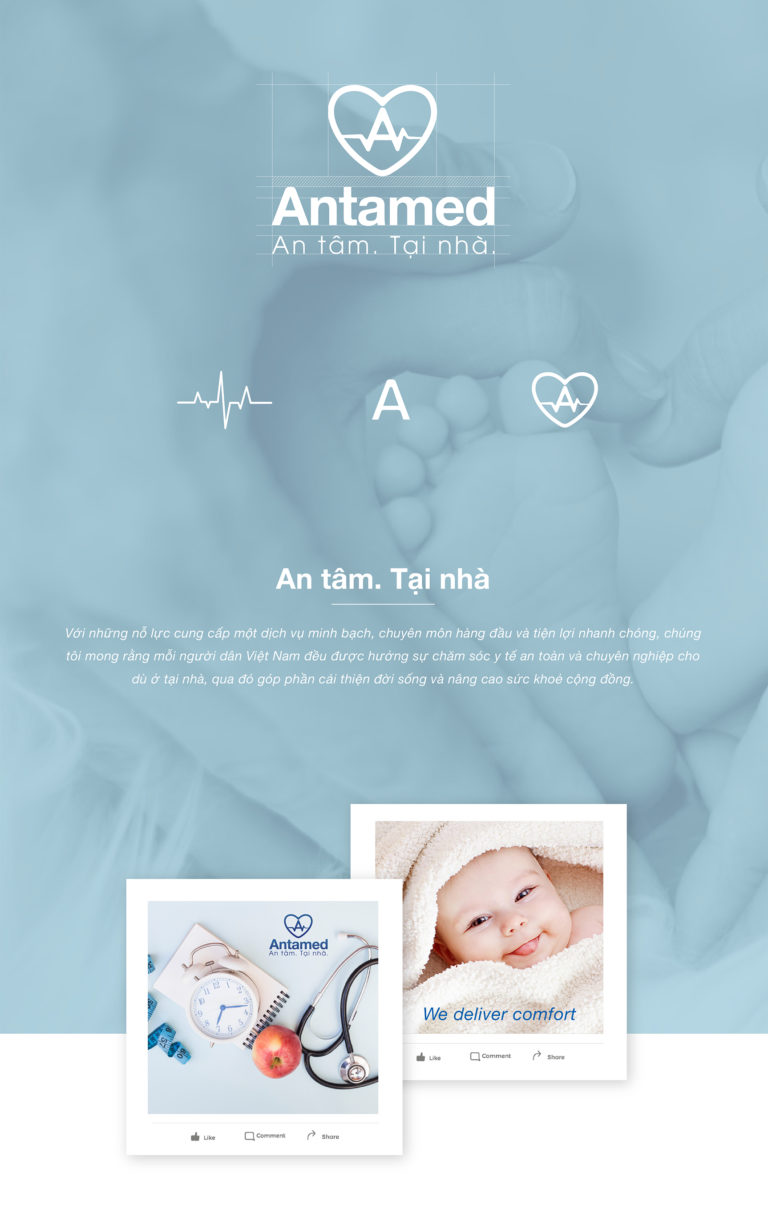 A
Antamed
An tâm. Tại nhà.
A
A
An tâm. Tại nhà
Với những nỗ lực cung cấp một dịch vụ minh bạch, chuyên môn hàng đầu và tiện lợi nhanh chóng, chúng
tôi mong rằng mỗi người dân Việt Nam đều được hưởng sự chăm sóc y tế an toàn và chuyên nghiệp cho
dù ở tại nhà, qua đó góp phần cải thiện đời sống và nâng cao sức khoẻ cộng đồng.
We deliver comfort
Like
Comment
Share
A
Antamed
An tâm. Tại nhà.
Like
Comment
Share